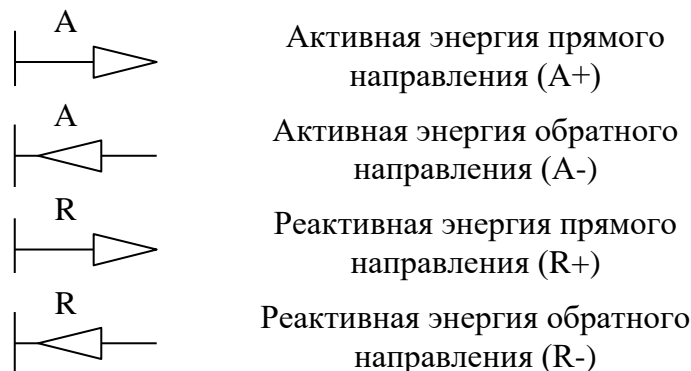 A
Активная энергия прямого
направления (A+)
A
Активная энергия обратного
направления (A-)
R
Реактивная энергия прямого
направления (R+)
R
Реактивная энергия обратного
направления (R-)